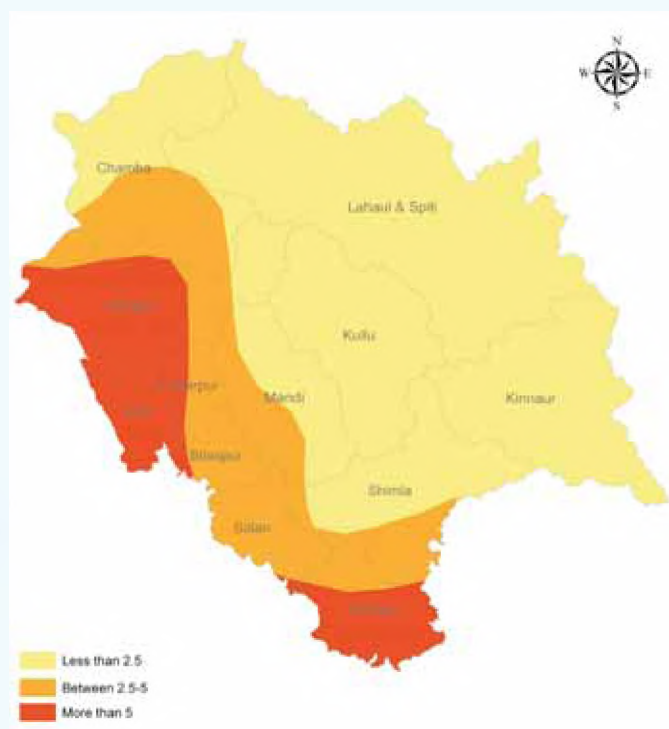 N
W E
S
Chamba
Lahaul & Spiti
Kullu
Mandi
Kinnaur
Bilaspur
Shimla
Solan
Less than 2.5
Between 2.5-5
More than 5